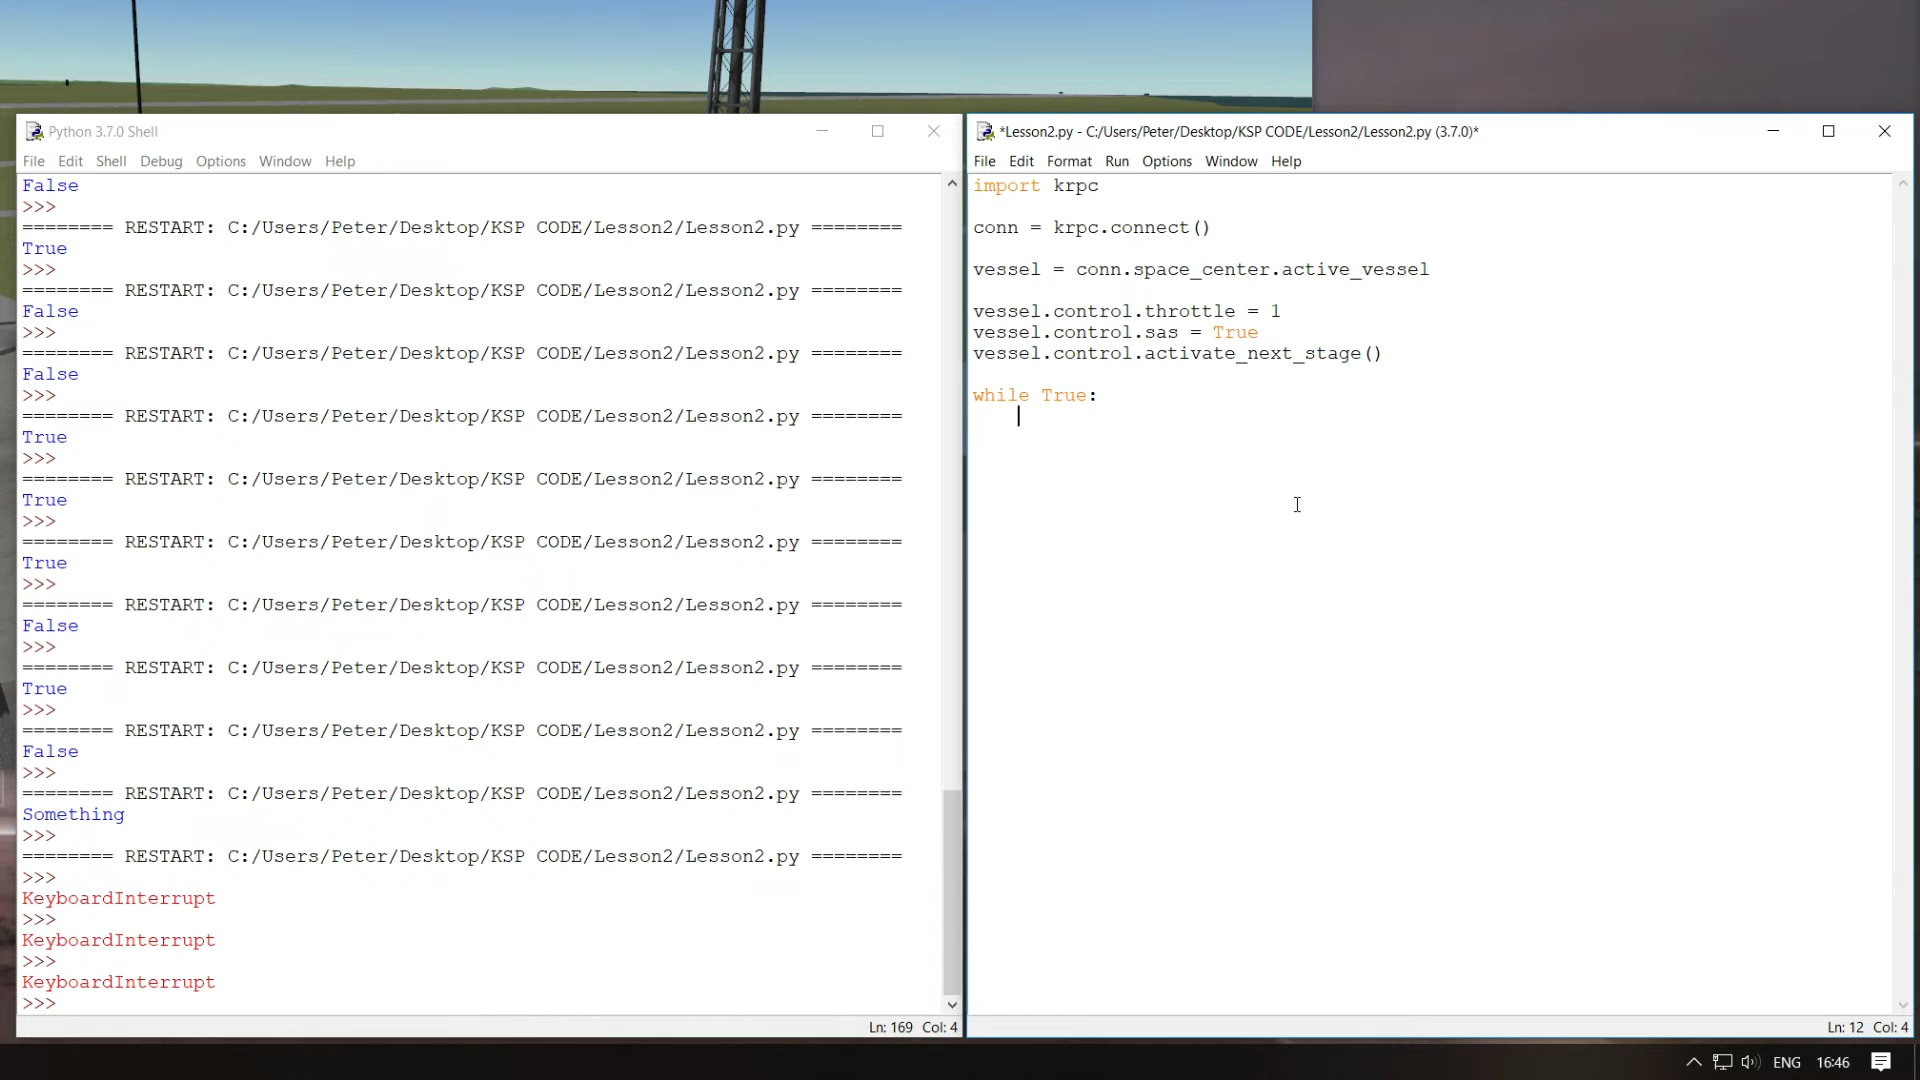 Python 3.7.0 Shell
File Edit Shell Debug Options Window Help
False
>>>
======== RESTART: C:/Users/Peter/Desktop/KSP CODE/Lesson2/Lesson2.py ========
True
>>>
======== RESTART: C:/Users/Peter/Desktop/KSP CODE/Lesson2/Lesson2.py ========
False
>>>
======== RESTART: C:/Users/Peter/Desktop/KSP CODE/Lesson2/Lesson2.py ========
False
>>>
======== RESTART: C:/Users/Peter/Desktop/KSP CODE/Lesson2/Lesson2.py ========
True
>>>
======== RESTART: C:/Users/Peter/Desktop/KSP CODE/Lesson2/Lesson2.py ========
True
>>>
======== RESTART: C:/Users/Peter/Desktop/KSP CODE/Lesson2/Lesson2.py ========
True
>>>
======== RESTART: C:/Users/Peter/Desktop/KSP CODE/Lesson2/Lesson2.py ========
False
>>>
======== RESTART: C:/Users/Peter/Desktop/KSP CODE/Lesson2/Lesson2.py ========
True
>>>
======== RESTART: C:/Users/Peter/Desktop/KSP CODE/Lesson2/Lesson2.py ========
False
>>>
======== RESTART: C:/Users/Peter/Desktop/KSP CODE/Lesson2/Lesson2.py ========
Something
>>>
======== RESTART: C:/Users/Peter/Desktop/KSP CODE/Lesson2/Lesson2.py ========
>>>
KeyboardInterrupt
>>>
KeyboardInterrupt
>>>
KeyboardInterrupt
>>>
Ln: 169 Col: 4
*Lesson2.py - C:/Users/Peter/Desktop/KSP CODE/Lesson2/Lesson2.py (3.7.0)*
File Edit Format Run Options Window Help
import krpc
conn = krpc.connect()
vessel = conn.space_center.active_vessel
vessel.control.throttle = 1
vessel.control.sas = True
vessel.control.activate_next_stage()
while True:
Ln: 12 Col: 4
ENG 16:46